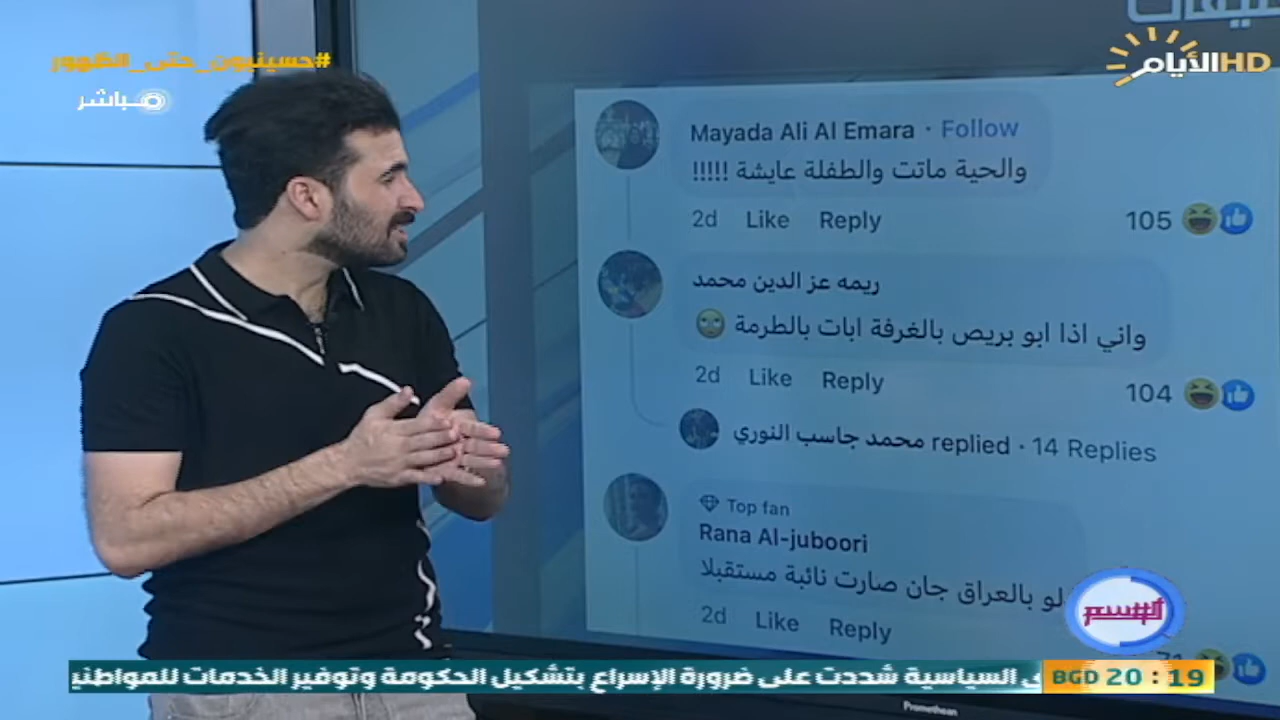 #حسينيون_حتى_الظهور
مباشر
تعليقات
الأيام HD
Mayada Ali Al Emara · Follow
والحية ماتت والطفلة عايشة !!!!!
2d Like Reply 105
ريمه عز الدين محمد
واني اذا ابو بريص بالغرفة ابات بالطرمة
2d Like Reply 104
محمد جاسب النوري replied · 14 Replies
Top fan
Rana Al-juboori
لو بالعراق جان صارت نائبة مستقبلا
2d Like Reply
السياسية شددت على ضرورة الإسراع بتشكيل الحكومة وتوفير الخدمات
BGD 20 : 19
Promethean